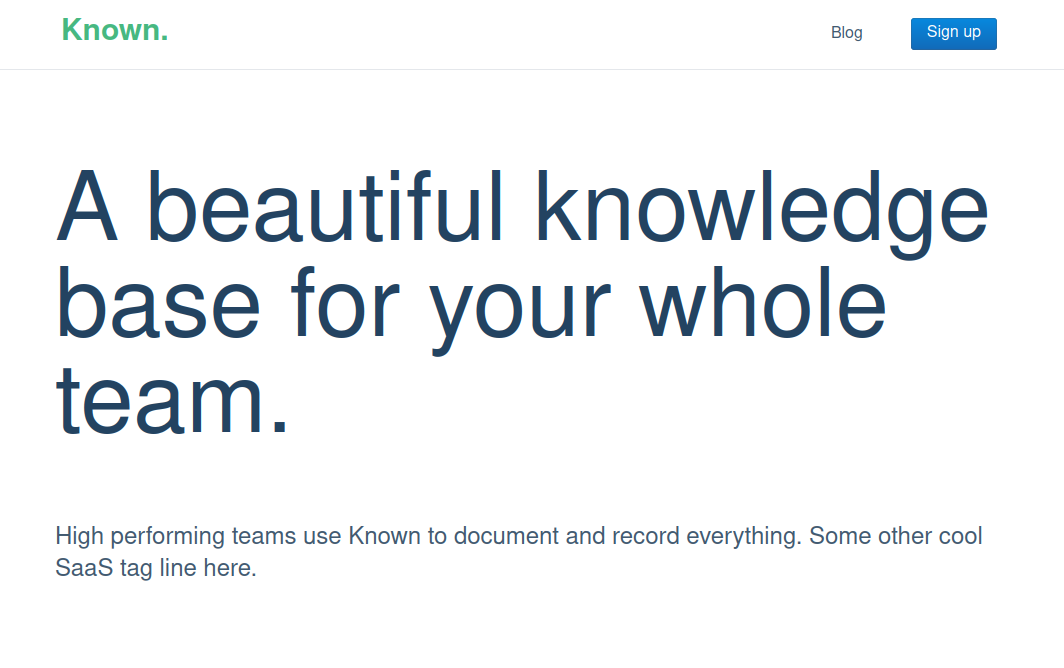 Known.
Blog
Sign up
A beautiful knowledge
base for your whole
team.
High performing teams use Known to document and record everything. Some other cool
SaaS tag line here.